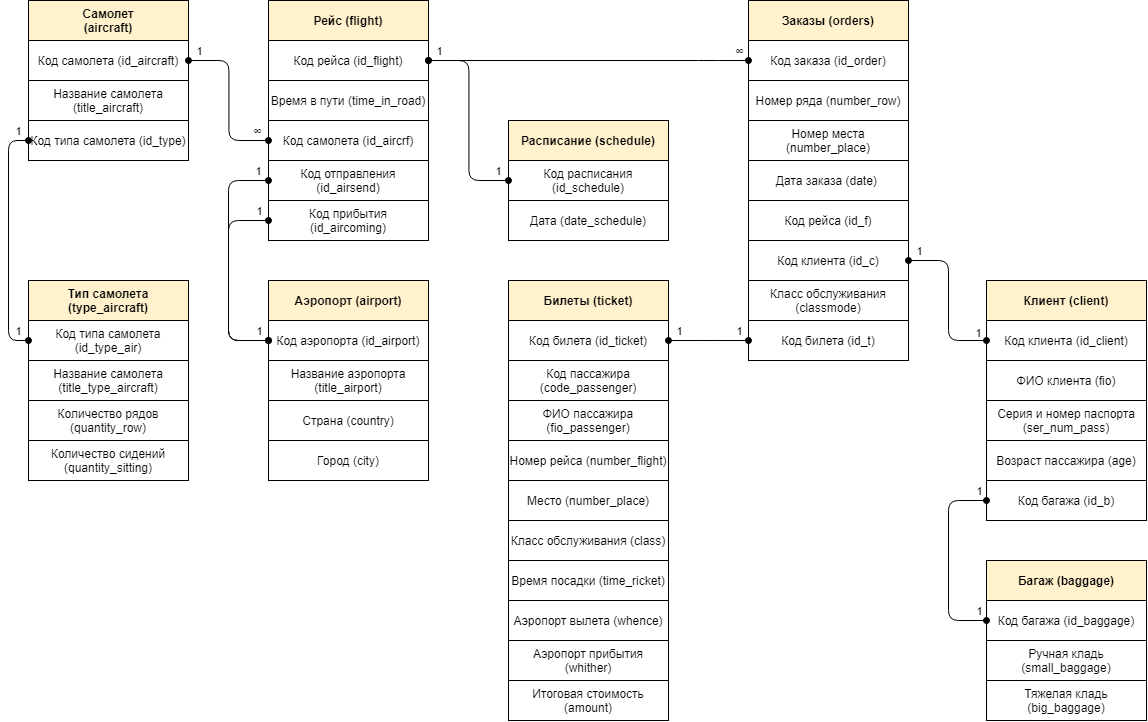 Самолет
(aircraft)
Код самолета (id_aircraft)
Название самолета
(title_aircraft)
Код типа самолета (id_type)
Рейс (flight)
Код рейса (id_flight)
Время в пути (time_in_road)
Код самолета (id_aircrf)
Код отправления
(id_airsend)
Код прибытия
(id_aircoming)
Расписание (schedule)
Код расписания
(id_schedule)
Дата (date_schedule)
Заказы (orders)
Код заказа (id_order)
Номер ряда (number_row)
Номер места
(number_place)
Дата заказа (date)
Код рейса (id_f)
Код клиента (id_c)
Класс обслуживания
(classmode)
Код билета (id_t)
Тип самолета
(type_aircraft)
Код типа самолета
(id_type_air)
Название самолета
(title_type_aircraft)
Количество рядов
(quantity_row)
Количество сидений
(quantity_sitting)
Аэропорт (airport)
Код аэропорта (id_airport)
Название аэропорта
(title_airport)
Страна (country)
Город (city)
Билеты (ticket)
Код билета (id_ticket)
Код пассажира
(code_passenger)
ФИО пассажира
(fio_passenger)
Номер рейса (number_flight)
Место (number_place)
Класс обслуживания (class)
Время посадки (time_ricket)
Аэропорт вылета (whence)
Аэропорт прибытия
(whither)
Итоговая стоимость
(amount)
Клиент (client)
Код клиента (id_client)
ФИО клиента (fio)
Серия и номер паспорта
(ser_num_pass)
Возраст пассажира (age)
Код багажа (id_b)
Багаж (baggage)
Код багажа (id_baggage)
Ручная кладь
(small_baggage)
Тяжелая кладь
(big_baggage)
1
∞
1
∞
1
1
1
1
1
1
1
1
1
1
1
1
1